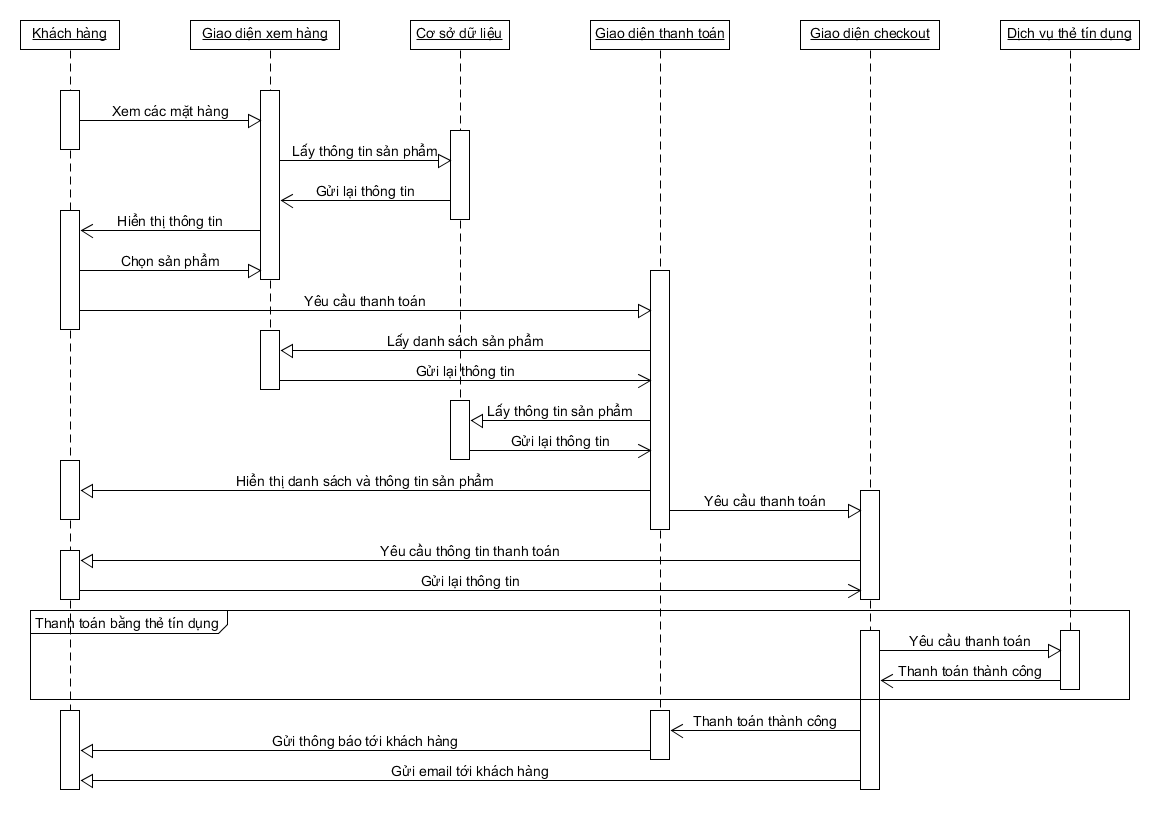 Khách hàng
Giao diện xem hàng
Cơ sở dữ liệu
Giao diện thanh toán
Giao diện checkout
Dịch vụ thẻ tín dụng
Xem các mặt hàng
Lấy thông tin sản phẩm
Gửi lại thông tin
Hiển thị thông tin
Chọn sản phẩm
Yêu cầu thanh toán
Lấy danh sách sản phẩm
Gửi lại thông tin
Lấy thông tin sản phẩm
Gửi lại thông tin
Hiển thị danh sách và thông tin sản phẩm
Yêu cầu thanh toán
Yêu cầu thông tin thanh toán
Gửi lại thông tin
Thanh toán bằng thẻ tín dụng
Yêu cầu thanh toán
Thanh toán thành công
Thanh toán thành công
Gửi thông báo tới khách hàng
Gửi email tới khách hàng